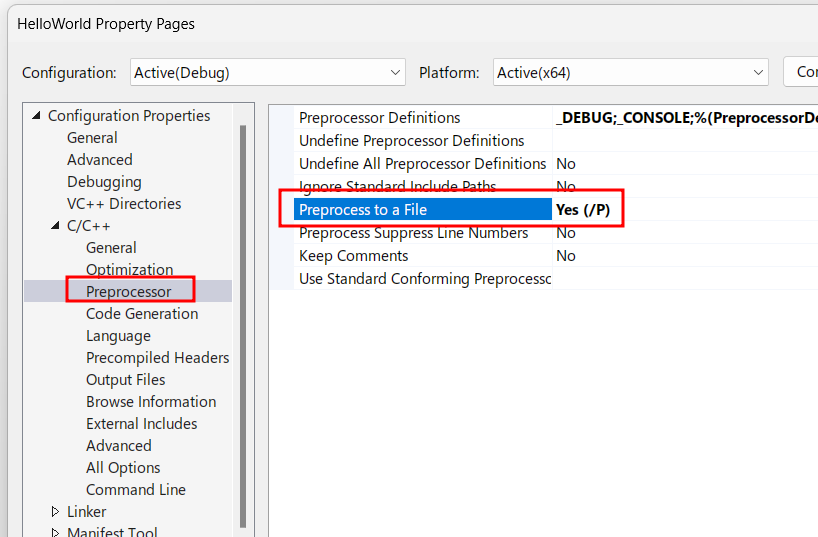 HelloWorld Property Pages
Configuration: Active(Debug) Platform: Active(x64) Con
Configuration Properties
General
Advanced
Debugging
VC++ Directories
C/C++
General
Optimization
Preprocessor
Code Generation
Language
Precompiled Headers
Output Files
Browse Information
External Includes
Advanced
All Options
Command Line
Linker
Manifest Tool
Preprocessor Definitions _DEBUG;_CONSOLE;%(PreprocessorDe
Undefine Preprocessor Definitions
Undefine All Preprocessor Definitions No
Ignore Standard Include Paths No
Preprocess to a File Yes (/P)
Preprocess Suppress Line Numbers No
Keep Comments No
Use Standard Conforming Preprocesso